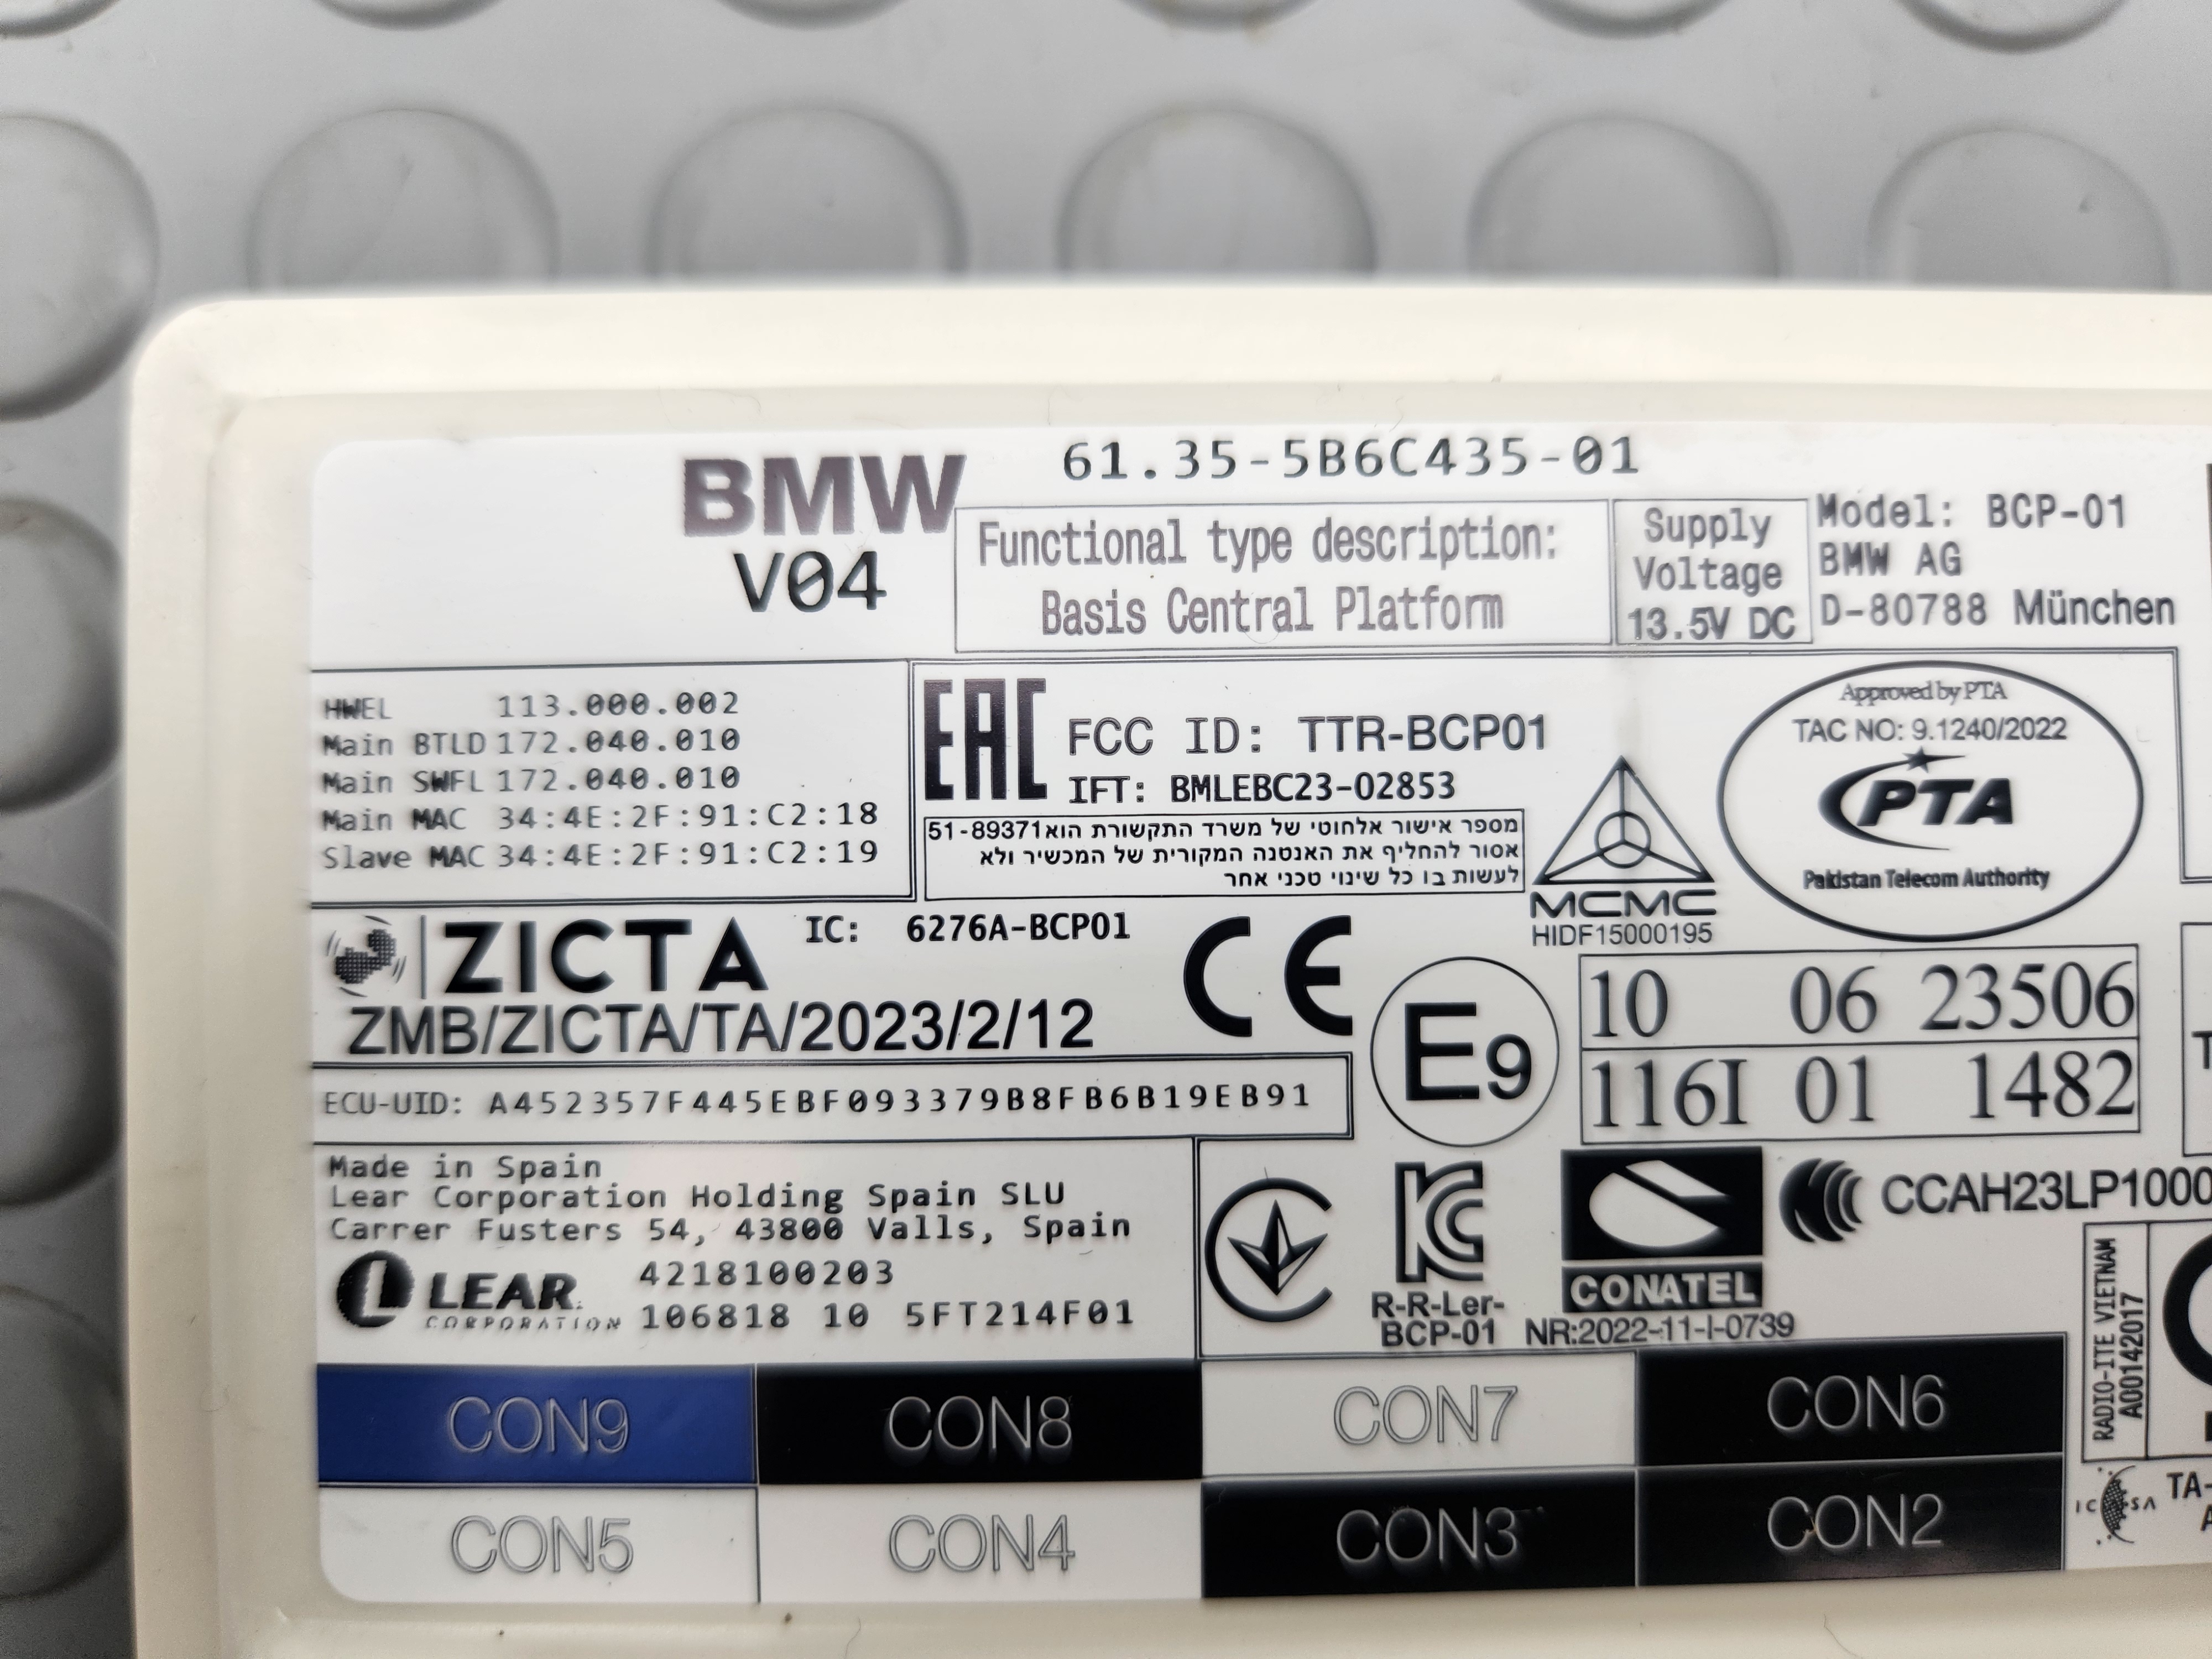 BMW 61.35-5B6C435-01
V04
Functional type description:
Basis Central Platform
Supply
Voltage
13.5V DC
Model: BCP-01
BMW AG
D-80788 München
HWEL 113.000.002
Main BTLD 172.040.010
Main SWFL 172.040.010
Main MAC 34:4E:2F:91:C2:18
Slave MAC 34:4E:2F:91:C2:19
EAC
FCC ID: TTR-BCP01
IFT: BMLEBC23-02853
מספר אישור אלחוטי של משרד התקשורת הוא51-89371
אסור להחליף את האנטנה המקורית של המכשיר ולא
לעשות בו כל שינוי טכני אחר
MCMC
HIDF15000195
Approved by PTA
TAC NO: 9.1240/2022
PTA
Pakistan Telecom Authority
ZICTA
ZMB/ZICTA/TA/2023/2/12
IC: 6276A-BCP01
CE
E9
10 06 23506
116I 01 1482
ECU-UID: A452357F445EBF093379B8FB6B19EB91
Made in Spain
Lear Corporation Holding Spain SLU
Carrer Fusters 54, 43800 Valls, Spain
LEAR
CORPORATION
4218100203
106818 10 5FT214F01
R-R-Ler-
BCP-01
CONATEL
NR:2022-11-I-0739
CCAH23LP1000
RADIO-ITE VIETNAM
A00142017
ICASA
TA-
CON9 CON8 CON7 CON6
CON5 CON4 CON3 CON2